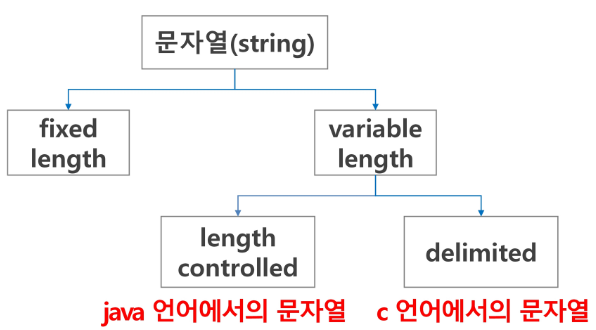 문자열(string)
fixed
length
variable
length
length
controlled
delimited
java 언어에서의 문자열
c 언어에서의 문자열